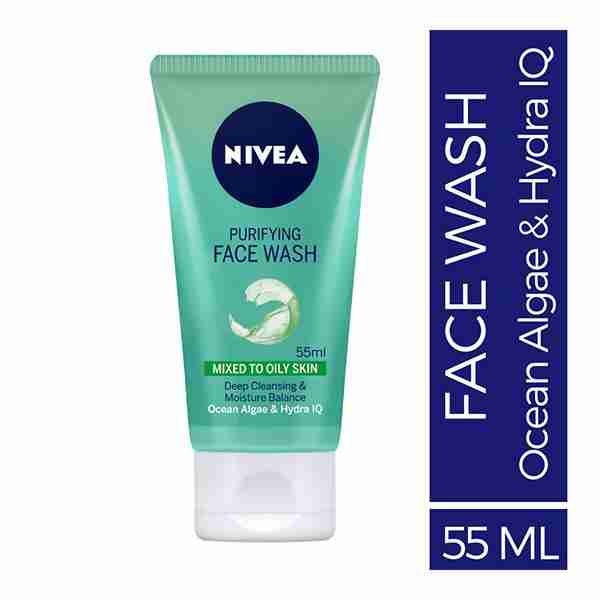 NIVEA
PURIFYING
FACE WASH
55ml
MIXED TO OILY SKIN
Deep Cleansing &
Moisture Balance
Ocean Algae & Hydra IQ
FACE WASH
Ocean Algae & Hydra IQ
55 ML